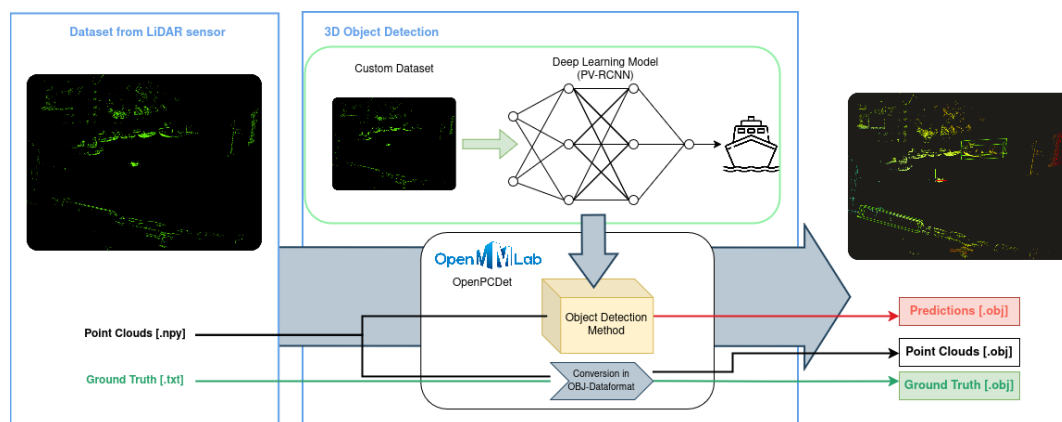 Dataset from LiDAR sensor
3D Object Detection
Custom Dataset
Deep Learning Model
(PV-RCNN)
OpenMMLab
OpenPCDet
Object Detection
Method
Point Clouds [.npy]
Ground Truth [.txt]
Conversion in
OBJ-Dataformat
Predictions [.obj]
Point Clouds [.obj]
Ground Truth [.obj]